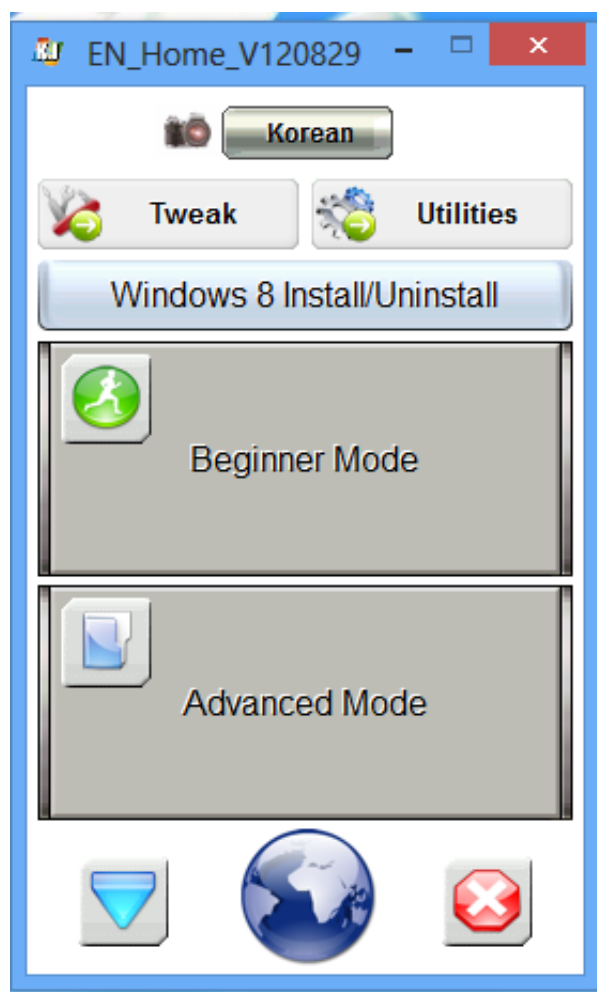 EN_Home_V120829
Korean
Tweak
Utilities
Windows 8 Install/Uninstall
Beginner Mode
Advanced Mode